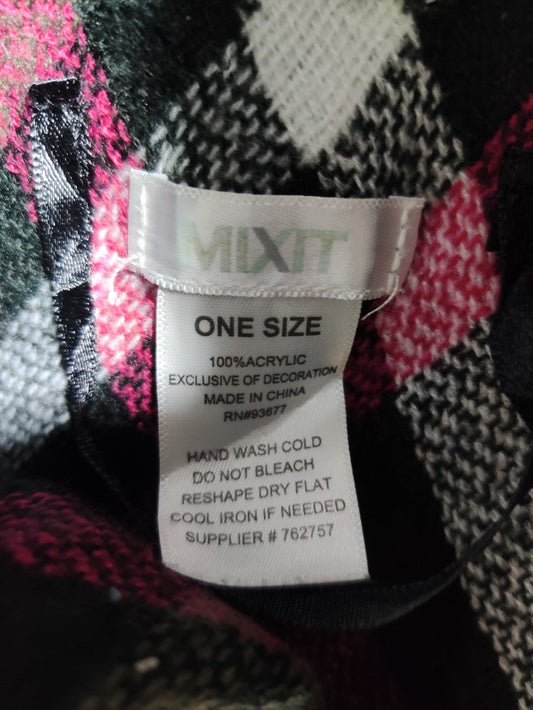 MIXIT
ONE SIZE
100%ACRYLIC
EXCLUSIVE OF DECORATION
MADE IN CHINA
RN#93677
HAND WASH COLD
DO NOT BLEACH
RESHAPE DRY FLAT
COOL IRON IF NEEDED
SUPPLIER # 762757